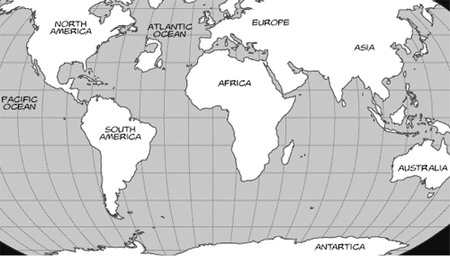 NORTH
AMERICA
ATLANTIC
OCEAN
EUROPE
ASIA
AFRICA
PACIFIC
OCEAN
SOUTH
AMERICA
AUSTRALIA
ANTARTICA